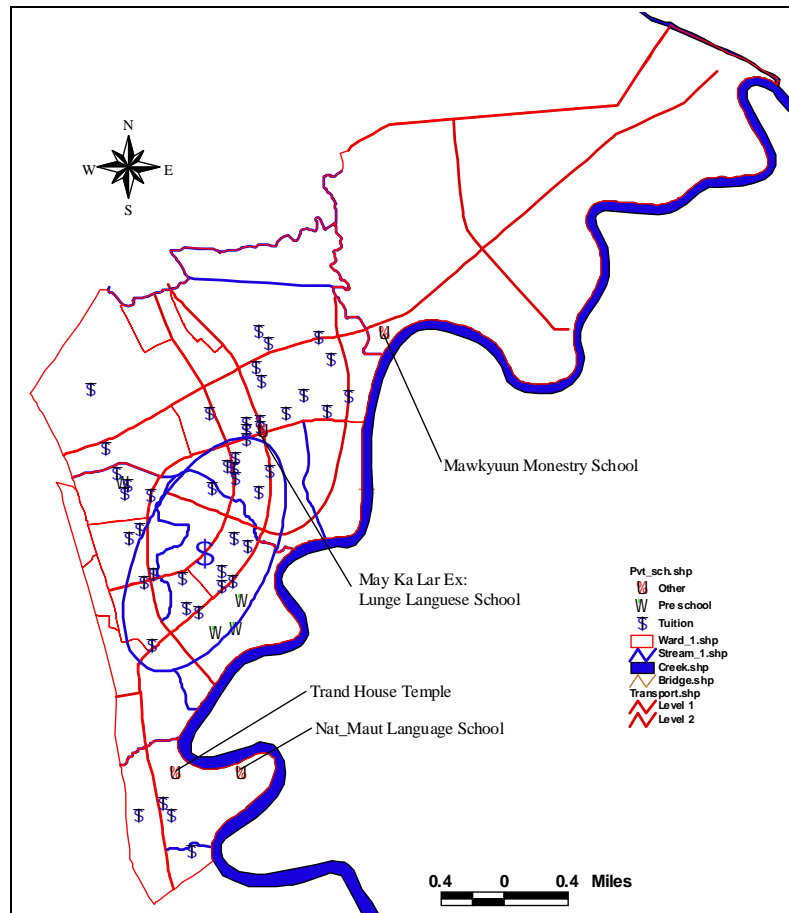 N
W E
S
Mawkyuun Monestry School
May Ka Lar Ex:
Lunge Languese School
Pvt_sch.shp
Other
Pre school
Tuition
Ward_1.shp
Stream_1.shp
Creek.shp
Bridge.shp
Transport.shp
Level 1
Level 2
Trand House Temple
Nat_Maut Language School
0.4 0 0.4 Miles